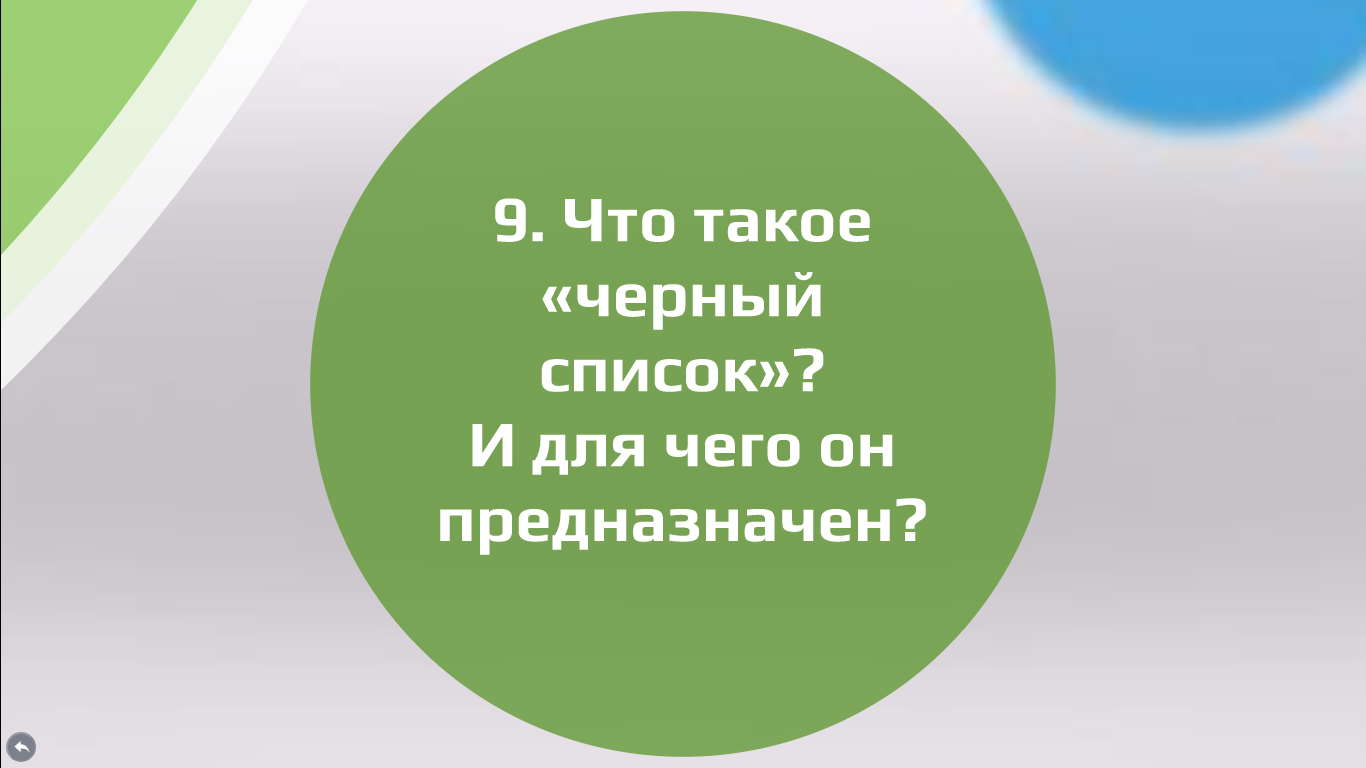 9. Что такое
«черный
список»?
И для чего он
предназначен?